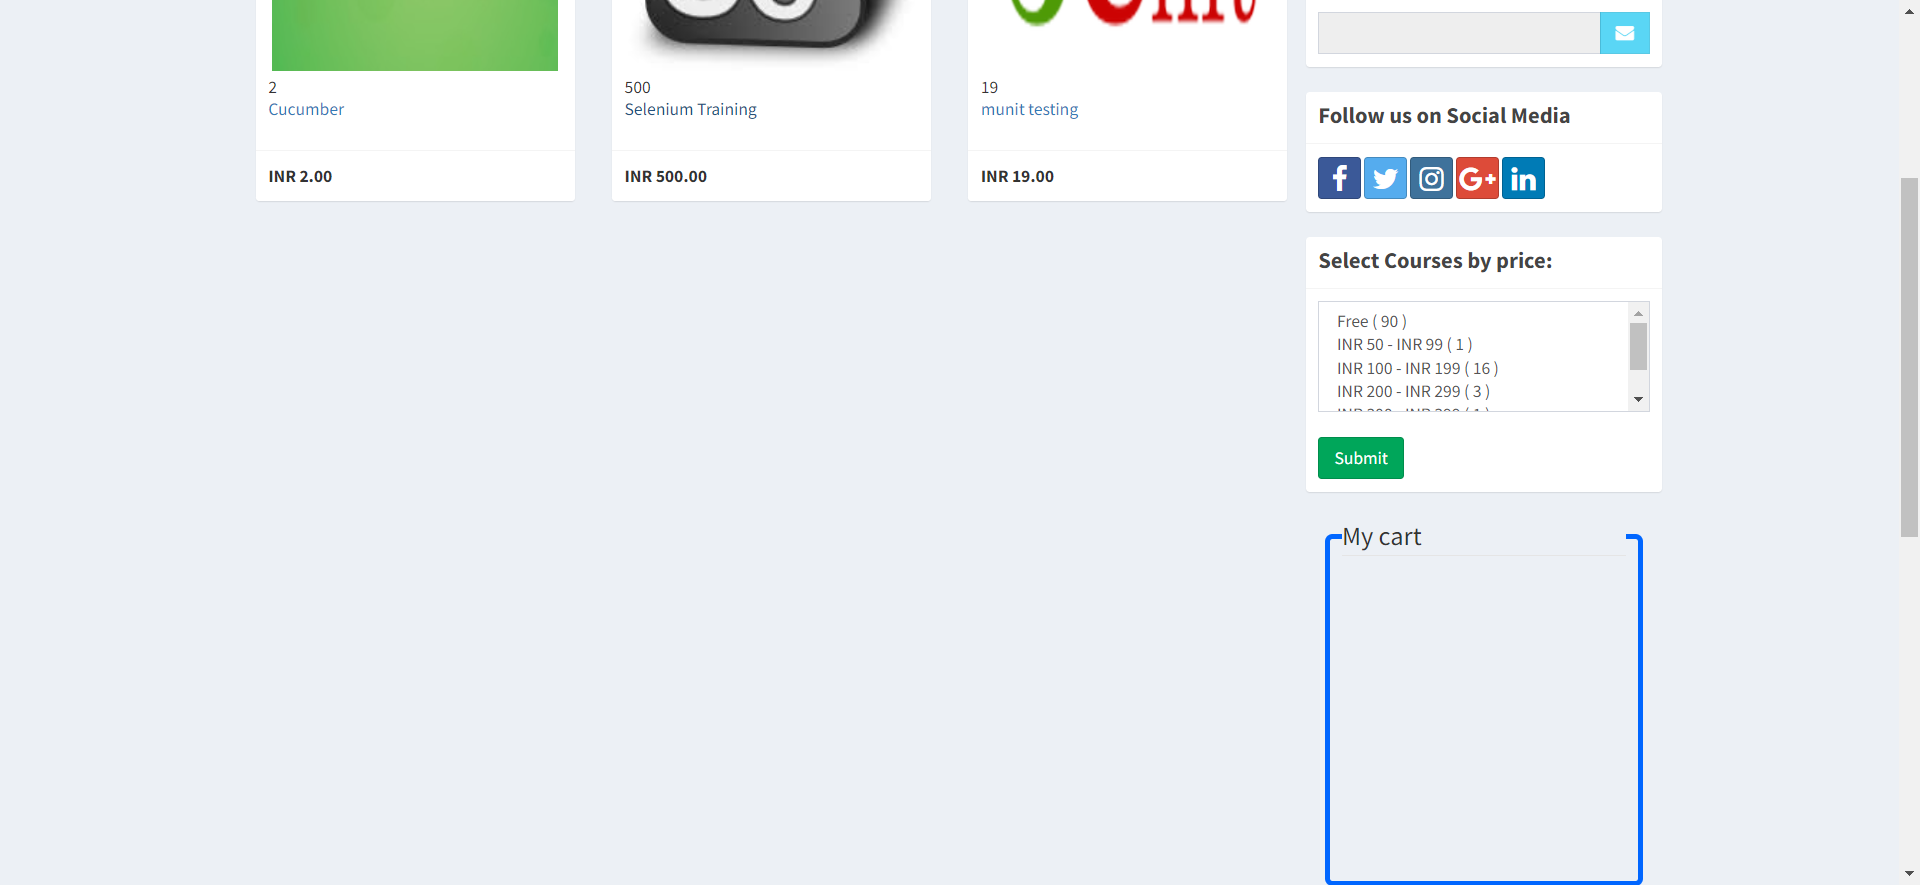 2
Cucumber
INR 2.00
500
Selenium Training
INR 500.00
19
munit testing
INR 19.00
Follow us on Social Media
Select Courses by price:
Free ( 90 )
INR 50 - INR 99 ( 1 )
INR 100 - INR 199 ( 16 )
INR 200 - INR 299 ( 3 )
Submit
My cart